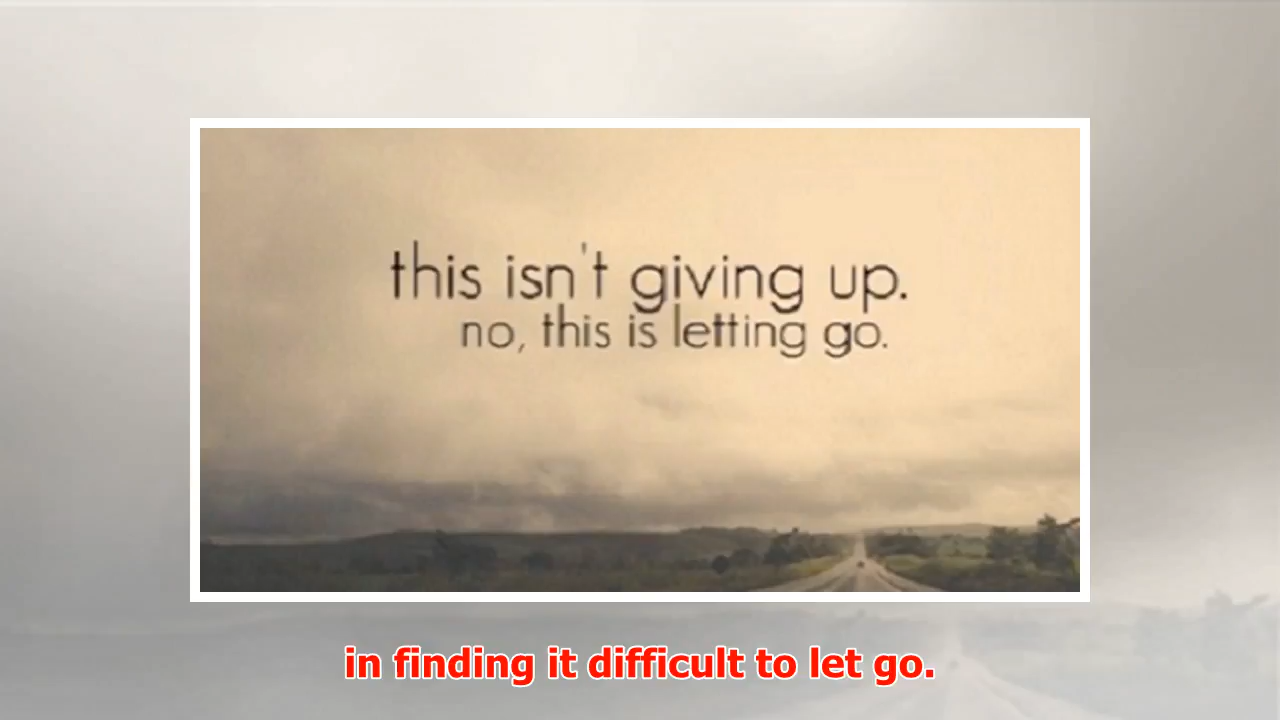 this isn't giving up.
no, this is letting go.
in finding it difficult to let go.